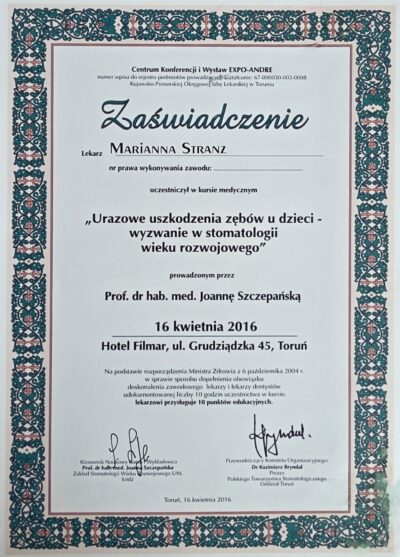 Centrum Konferencji i Wystaw EXPO-ANDRE
numer wpisu do rejestru podmiotów prowadzących kształcenie: 67-000030-003-0008
Kujawsko-Pomorskiej Okręgowej Izby Lekarskiej w Toruniu
Zaświadczenie
Lekarz MARIANNA STRANZ
nr prawa wykonywania zawodu:
uczestniczył w kursie medycznym
„Urazowe uszkodzenia zębów u dzieci -
wyzwanie w stomatologii
wieku rozwojowego”
prowadzonym przez
Prof. dr hab. med. Joannę Szczepańską
16 kwietnia 2016
Hotel Filmar, ul. Grudziądzka 45, Toruń
Na podstawie rozporządzenia Ministra Zdrowia z 6 października 2004 r.
w sprawie sposobu dopełnienia obowiązku
doskonalenia zawodowego lekarzy i lekarzy dentystów
udokumentowanej liczby 10 godzin uczestnictwa w kursie,
lekarzowi przysługuje 10 punktów edukacyjnych.
Kierownik Naukowy Wykładowca
Prof. dr hab. med. Joanna Szczepańska
Zakład Stomatologii Wieku Rozwojowego UM,
Łódź
Bryndal.
Przewodniczący Komitetu Organizacyjnego
Dr Kazimierz Bryndal
Prezes
Polskiego Towarzystwa Stomatologicznego
Oddział Toruń
Toruń, 16 kwietnia 2016